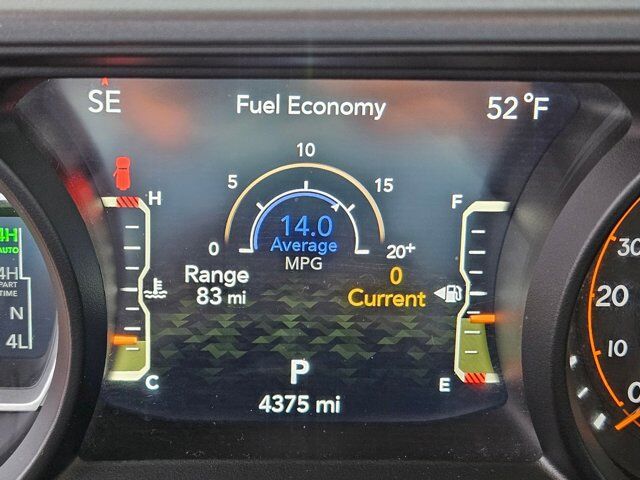 SE
Fuel Economy
52°F
0
5
10
15
20+
14.0
Average
MPG
H
C
Range
83 mi
0
Current
F
E
P
4375 mi
4H
AUTO
4H
PART
TIME
N
4L
30
20
10
0